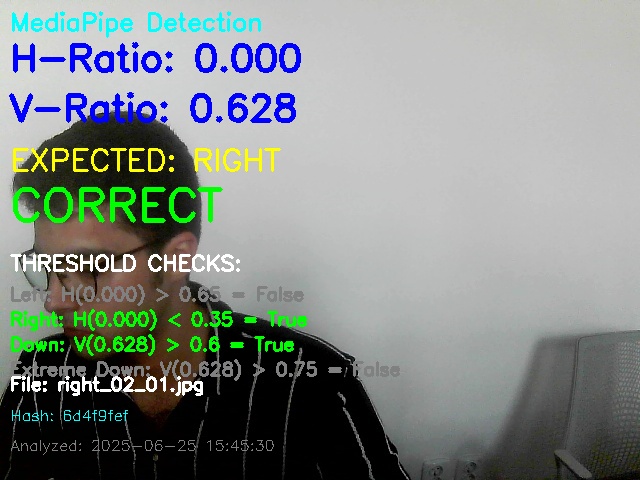 MediaPipe Detection
H-Ratio: 0.000
V-Ratio: 0.628
EXPECTED: RIGHT
CORRECT
THRESHOLD CHECKS:
Left: H(0.000) > 0.65 = False
Right: H(0.000) < 0.35 = True
Down: V(0.628) > 0.6 = True
Extreme Down: V(0.628) > 0.75 = False
File: right_02_01.jpg
Hash: 6d4f9fef
Analyzed: 2025-06-25 15:45:30